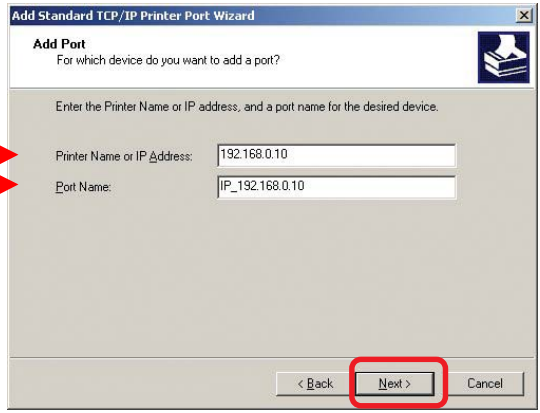 Add Standard TCP/IP Printer Port Wizard
Add Port
For which device do you want to add a port?
Enter the Printer Name or IP address, and a port name for the desired device.
Printer Name or IP Address: 192.168.0.10
Port Name: IP_192.168.0.10
< Back Next > Cancel